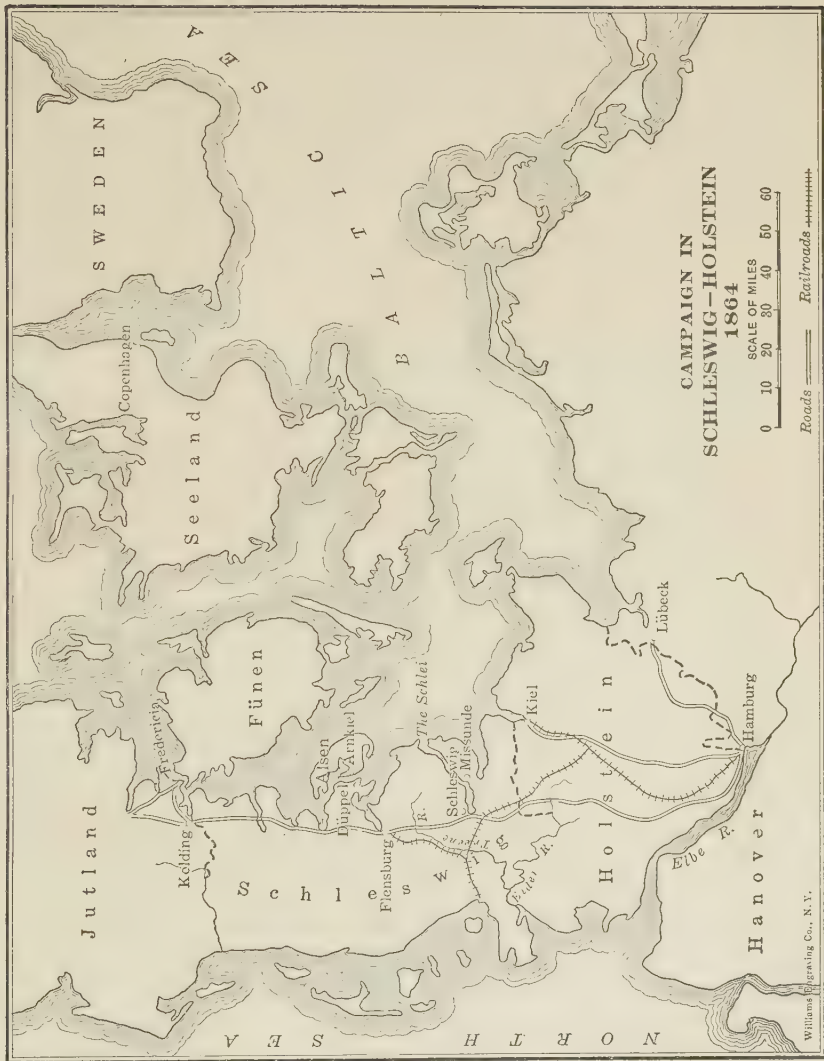 SWEDEN
BALTIC
SEA
Copenhagen
Seeland
Jutland
Kolding
Fredericia
Fünen
Alsen
Arnkiel
Düppel
Flensburg
Schleswig
The Schlei
Schleswig
Missunde
Treene R.
Eider R.
Kiel
Holstein
Lübeck
Hamburg
Elbe R.
Hanover
NORTH SEA
CAMPAIGN IN
SCHLESWIG–HOLSTEIN
1864
SCALE OF MILES
0 10 20 30 40 50 60
Roads Railroads
Williams Engraving Co., N.Y.